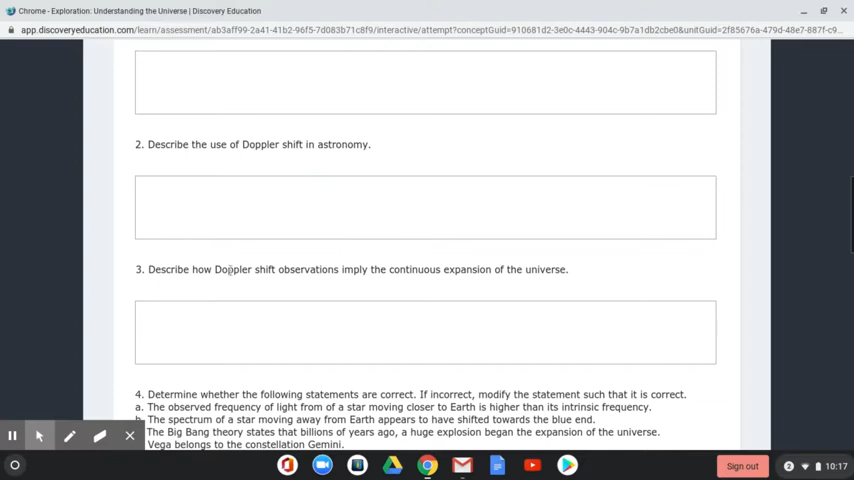 Chrome - Exploration: Understanding the Universe | Discovery Education
app.discoveryeducation.com/learn/assessment/ab3aff99-2a41-41b2-96f5-7d083b71c8f9/interactive/attempt?conceptGuid=910681d2-3e0c-4443-904c-9b7a1db2cbe0&unitGuid=2f85676a-479d-48e7-887f-c9...
2. Describe the use of Doppler shift in astronomy.
3. Describe how Doppler shift observations imply the continuous expansion of the universe.
4. Determine whether the following statements are correct. If incorrect, modify the statement such that it is correct.
a. The observed frequency of light from of a star moving closer to Earth is higher than its intrinsic frequency.
b. The spectrum of a star moving away from Earth appears to have shifted towards the blue end.
The Big Bang theory states that billions of years ago, a huge explosion began the expansion of the universe.
Vega belongs to the constellation Gemini.
Sign out
2
10:17